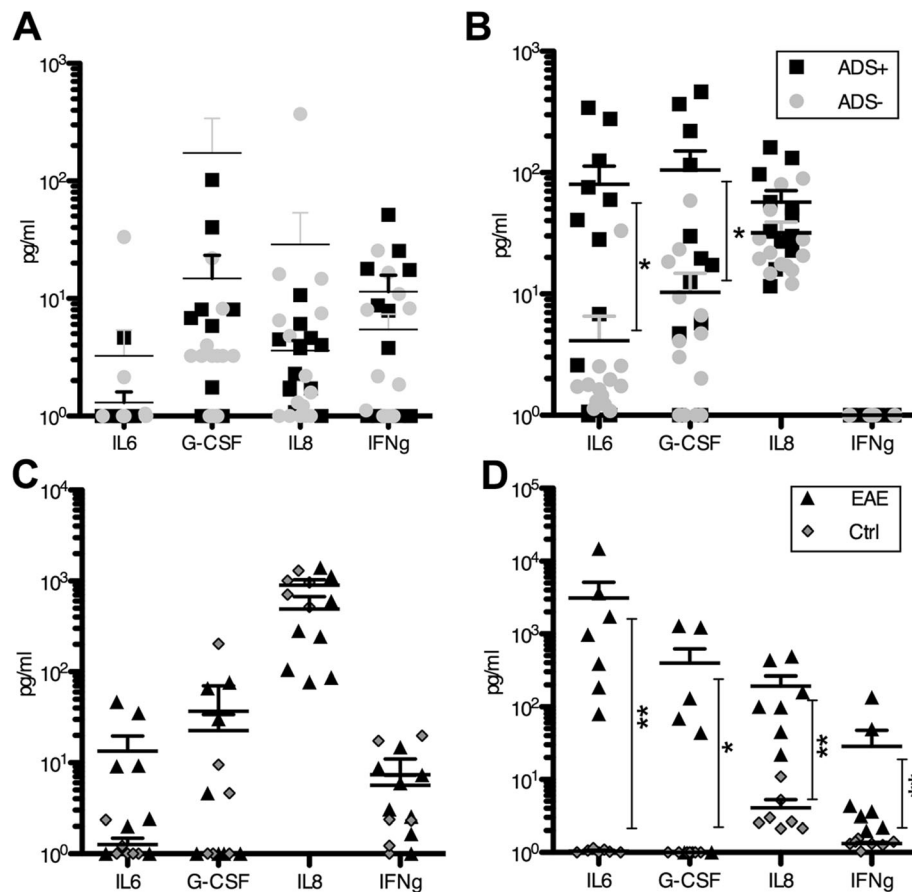 A
10³
10²
10¹
10⁰
pg/ml
IL6 G-CSF IL8 IFNg
B
10³
10²
10¹
10⁰
pg/ml
ADS+
ADS-
*
*
IL6 G-CSF IL8 IFNg
C
10⁴
10³
10²
10¹
10⁰
pg/ml
IL6 G-CSF IL8 IFNg
D
10⁵
10⁴
10³
10²
10¹
10⁰
pg/ml
EAE
Ctrl
**
*
**
**
IL6 G-CSF IL8 IFNg